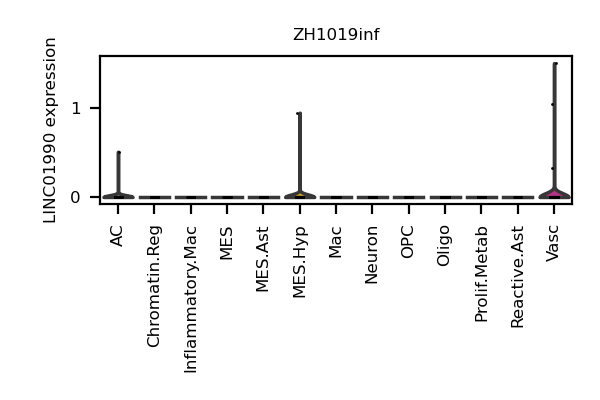 ZH1019inf
LINC01990 expression
1
0
AC
Chromatin.Reg
Inflammatory.Mac
MES
MES.Ast
MES.Hyp
Mac
Neuron
OPC
Oligo
Prolif.Metab
Reactive.Ast
Vasc